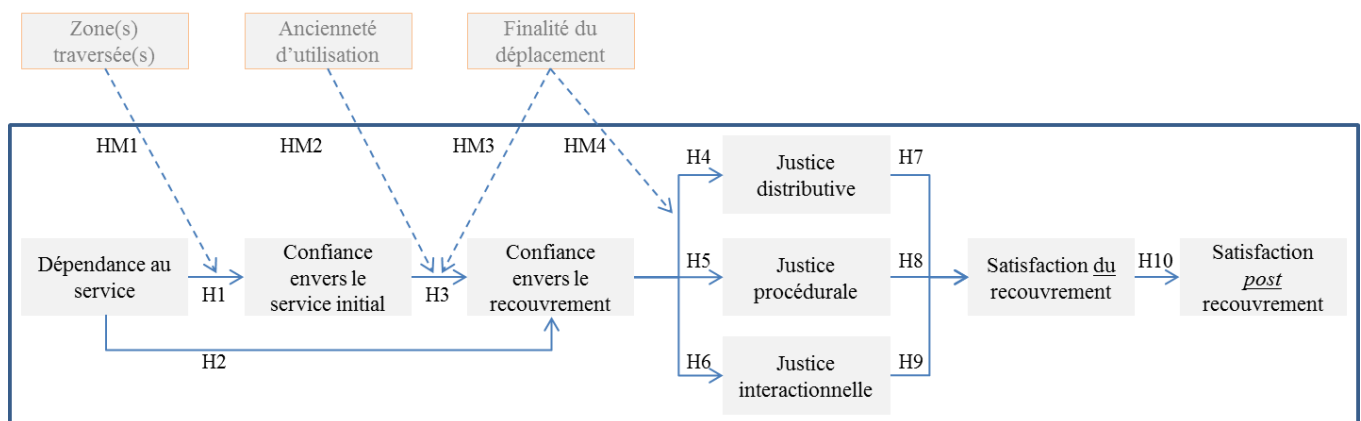 Zone(s)
traversée(s)
Ancienneté
d'utilisation
Finalité du
déplacement
HM1
HM2
HM3
HM4
H4
Justice
distributive
H7
Dépendance au
service
H1
Confiance
envers le
service initial
H3
Confiance
envers le
recouvrement
H5
Justice
procédurale
H8
Satisfaction du
recouvrement
H10
Satisfaction
post
recouvrement
H2
H6
Justice
interactionnelle
H9